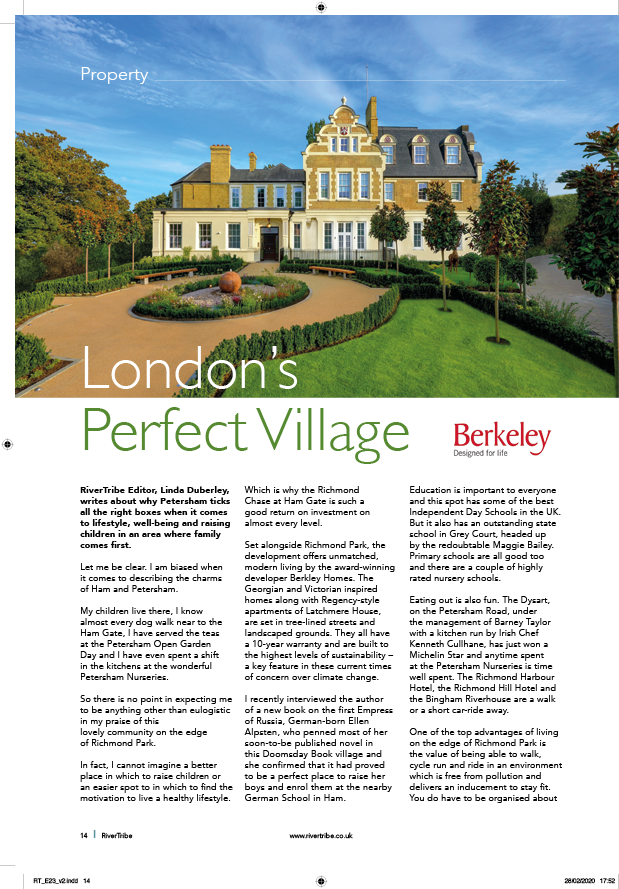 Property
London's
Perfect Village
Berkeley
Designed for life
RiverTribe Editor, Linda Duberley,
writes about why Petersham ticks
all the right boxes when it comes
to lifestyle, well-being and raising
children in an area where family
comes first.
Let me be clear. I am biased when
it comes to describing the charms
of Ham and Petersham.
My children live there, I know
almost every dog walk near to the
Ham Gate, I have served the teas
at the Petersham Open Garden
Day and I have even spent a shift
in the kitchens at the wonderful
Petersham Nurseries.
So there is no point in expecting me
to be anything other than eulogistic
in my praise of this
lovely community on the edge
of Richmond Park.
In fact, I cannot imagine a better
place in which to raise children or
an easier spot to in which to find the
motivation to live a healthy lifestyle.
Which is why the Richmond
Chase at Ham Gate is such a
good return on investment on
almost every level.
Set alongside Richmond Park, the
development offers unmatched,
modern living by the award-winning
developer Berkley Homes. The
Georgian and Victorian inspired
homes along with Regency-style
apartments of Latchmere House,
are set in tree-lined streets and
landscaped grounds. They all have
a 10-year warranty and are built to
the highest levels of sustainability –
a key feature in these current times
of concern over climate change.
I recently interviewed the author
of a new book on the first Empress
of Russia, German-born Ellen
Alpsten, who penned most of her
soon-to-be published novel in
this Doomsday Book village and
she confirmed that it had proved
to be a perfect place to raise her
boys and enrol them at the nearby
German School in Ham.
Education is important to everyone
and this spot has some of the best
Independent Day Schools in the UK.
But it also has an outstanding state
school in Grey Court, headed up
by the redoubtable Maggie Bailey.
Primary schools are all good too
and there are a couple of highly
rated nursery schools.
Eating out is also fun. The Dysart,
on the Petersham Road, under
the management of Barney Taylor
with a kitchen run by Irish Chef
Kenneth Cullhane, has just won a
Michelin Star and anytime spent
at the Petersham Nurseries is time
well spent. The Richmond Harbour
Hotel, the Richmond Hill Hotel and
the Bingham Riverhouse are a walk
or a short car-ride away.
One of the top advantages of living
on the edge of Richmond Park is
the value of being able to walk,
cycle run and ride in an environment
which is free from pollution and
delivers an inducement to stay fit.
You do have to be organised about
14 | RiverTribe
www.rivertribe.co.uk
RT_E23_v2.indd 14
28/02/2020 17:52